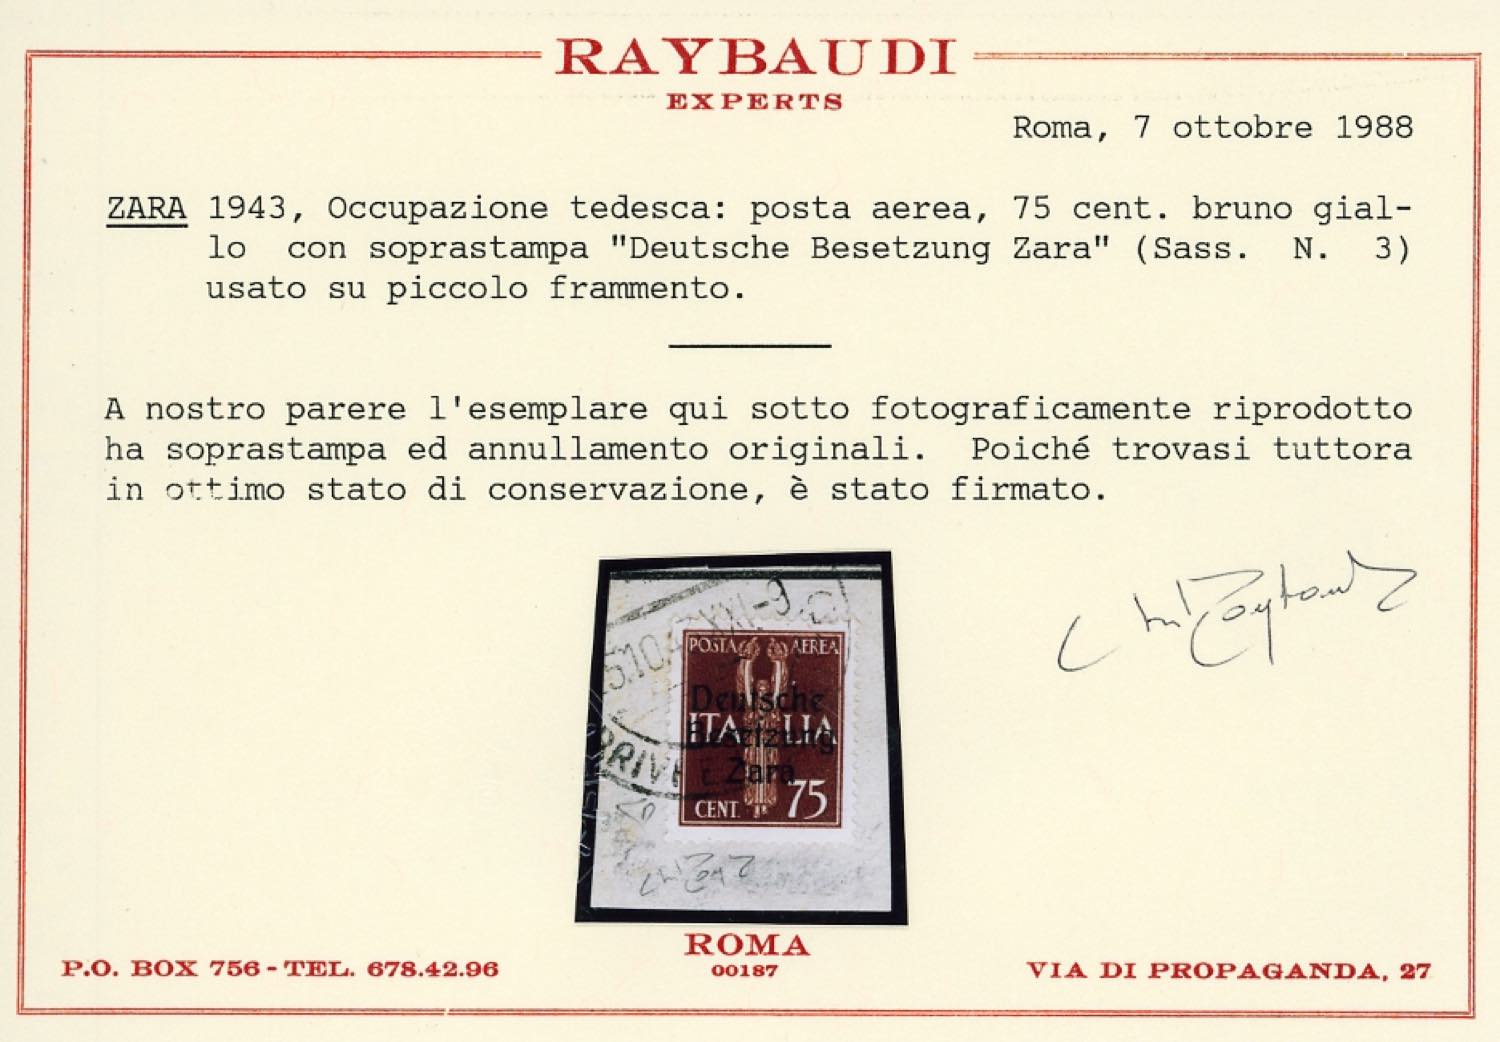 RAYBAUDI
EXPERTS
Roma, 7 ottobre 1988
ZARA 1943, Occupazione tedesca: posta aerea, 75 cent. bruno gial-
lo con soprastampa "Deutsche Besetzung Zara" (Sass. N. 3)
usato su piccolo frammento.
A nostro parere l'esemplare qui sotto fotograficamente riprodotto
ha soprastampa ed annullamento originali. Poiché trovasi tuttora
in ottimo stato di conservazione, è stato firmato.
POSTA AEREA
Deutsche
ITALIA
Besetzung
Zara
CENT. 75
ROMA
00187
P.O. BOX 756 - TEL. 678.42.96
VIA DI PROPAGANDA, 27